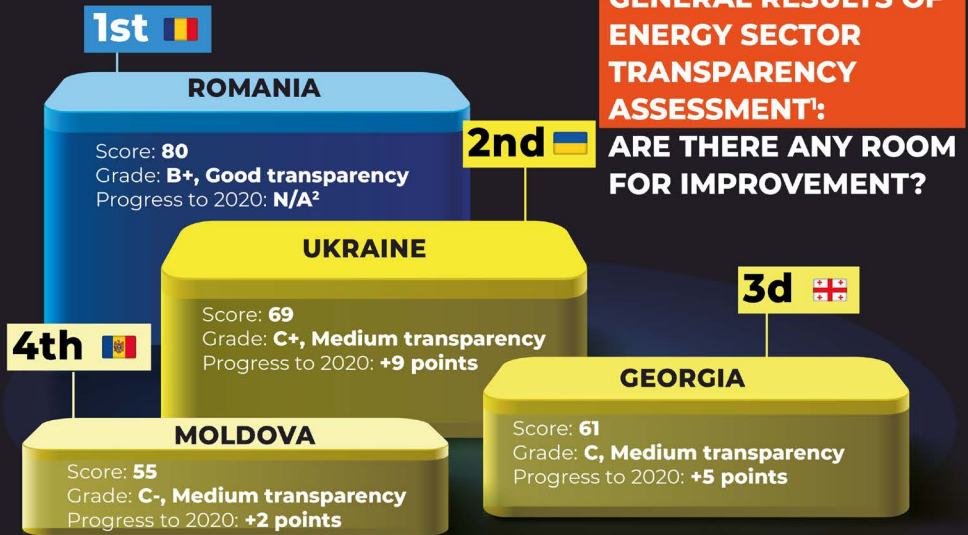 1st
ROMANIA
Score: 80
Grade: B+, Good transparency
Progress to 2020: N/A²
GENERAL RESULTS OF
ENERGY SECTOR
TRANSPARENCY
ASSESSMENT¹:
ARE THERE ANY ROOM
FOR IMPROVEMENT?
2nd
UKRAINE
Score: 69
Grade: C+, Medium transparency
Progress to 2020: +9 points
3d
GEORGIA
Score: 61
Grade: C, Medium transparency
Progress to 2020: +5 points
4th
MOLDOVA
Score: 55
Grade: C-, Medium transparency
Progress to 2020: +2 points